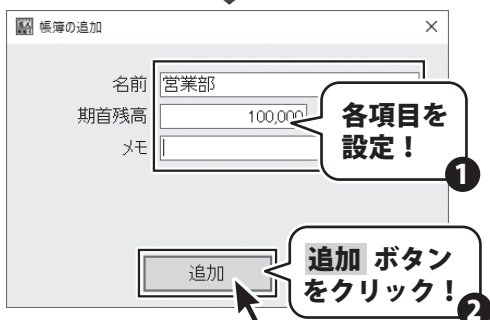 帳簿の追加
名前 営業部
期首残高 100,000
メモ
各項目を
設定！
1
追加
追加 ボタン
をクリック！
2